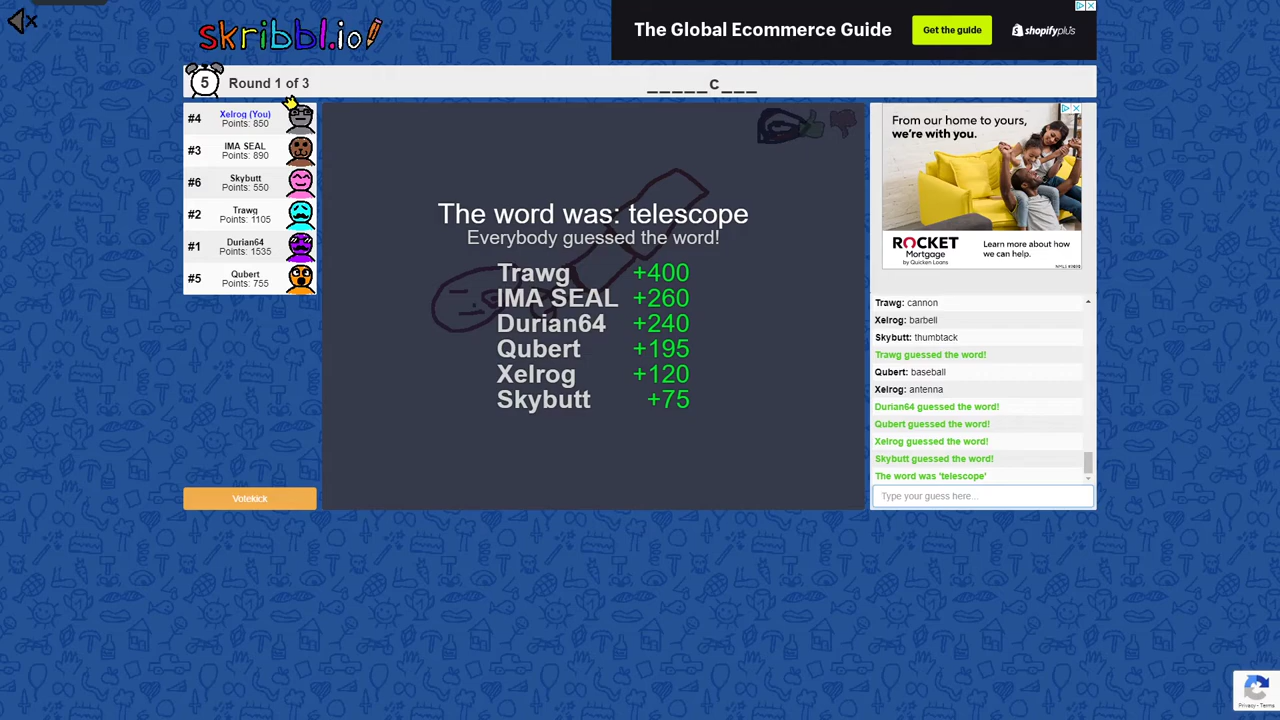 The Global Ecommerce Guide
Get the guide
shopifyplus
skribbl.io
5
Round 1 of 3
_____c___
#4
Xelrog (You)
Points: 850
#3
IMA SEAL
Points: 890
#6
Skybutt
Points: 550
#2
Trawg
Points: 1105
#1
Durian64
Points: 1535
#5
Qubert
Points: 755
Votekick
The word was: telescope
Everybody guessed the word!
Trawg +400
IMA SEAL +260
Durian64 +240
Qubert +195
Xelrog +120
Skybutt +75
From our home to yours,
we're with you.
ROCKET
Mortgage
by Quicken Loans
Learn more about how
we can help.
Trawg: cannon
Xelrog: barbell
Skybutt: thumbtack
Trawg guessed the word!
Qubert: baseball
Xelrog: antenna
Durian64 guessed the word!
Qubert guessed the word!
Xelrog guessed the word!
Skybutt guessed the word!
The word was 'telescope'
Type your guess here...
Privacy - Terms